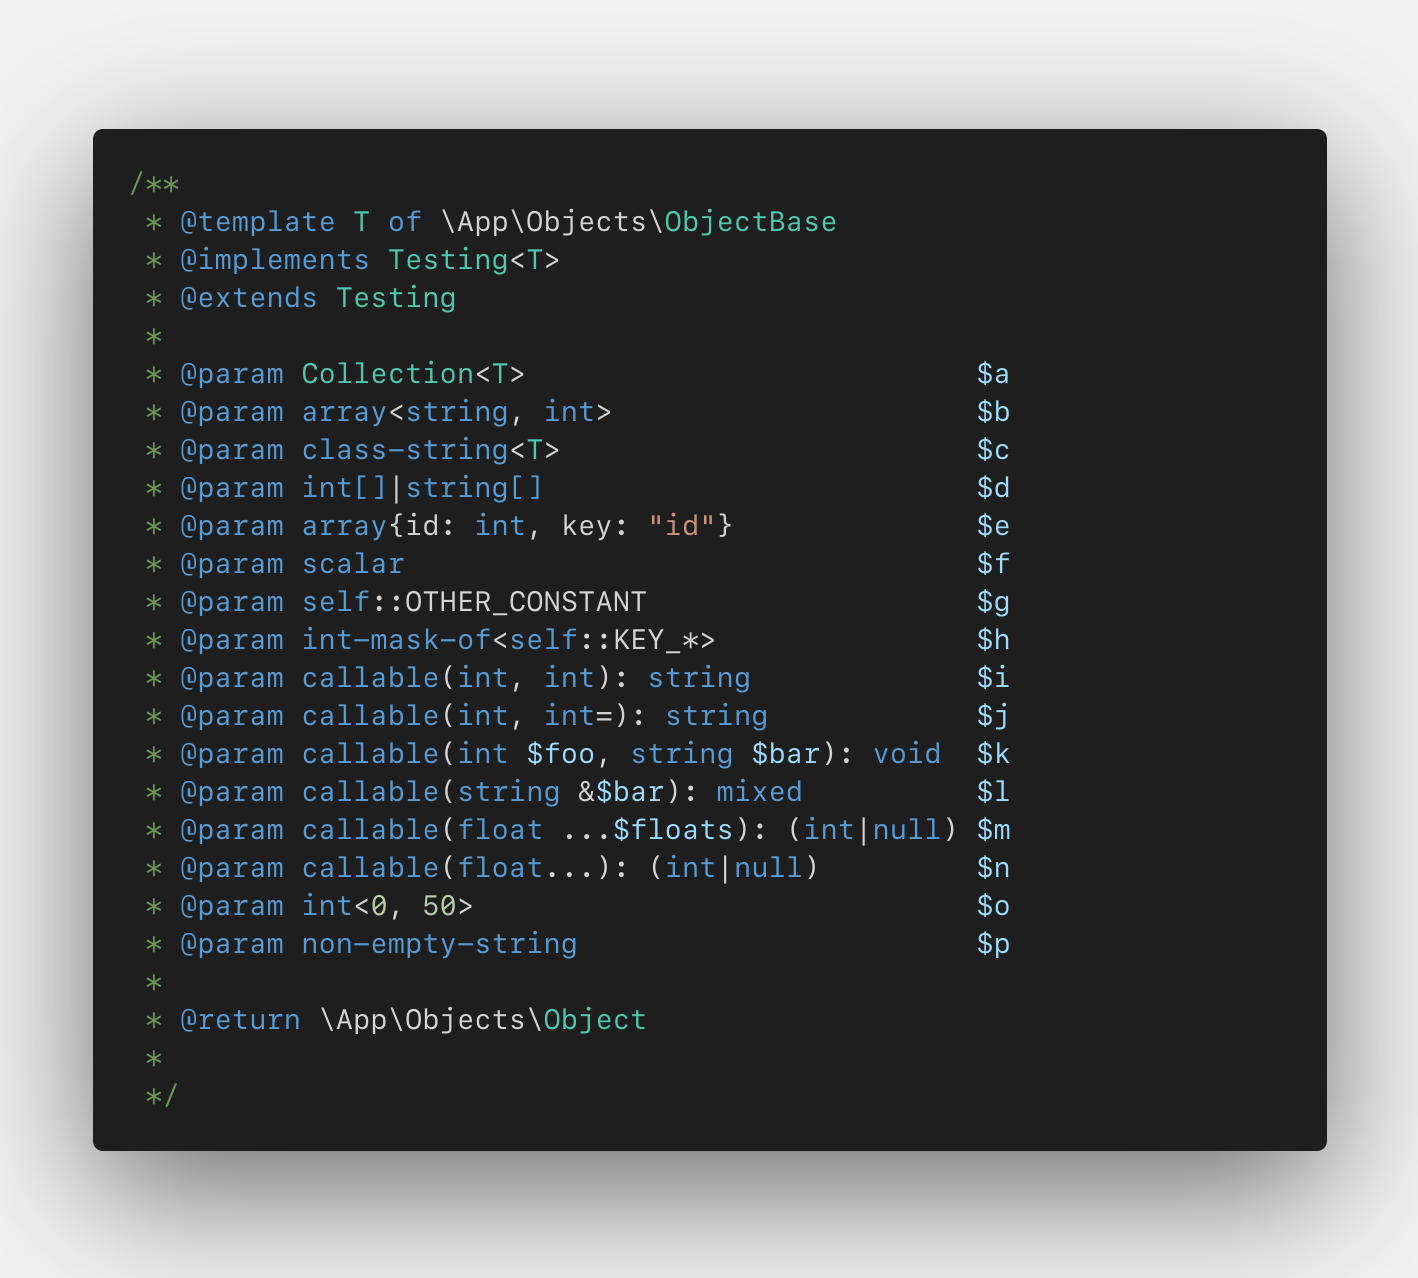 /**
 * @template T of \App\Objects\ObjectBase
 * @implements Testing<T>
 * @extends Testing
 *
 * @param Collection<T>                          $a
 * @param array<string, int>                     $b
 * @param class-string<T>                        $c
 * @param int[]|string[]                         $d
 * @param array{id: int, key: "id"}              $e
 * @param scalar                                 $f
 * @param self::OTHER_CONSTANT                   $g
 * @param int-mask-of<self::KEY_*>               $h
 * @param callable(int, int): string             $i
 * @param callable(int, int=): string            $j
 * @param callable(int $foo, string $bar): void  $k
 * @param callable(string &$bar): mixed          $l
 * @param callable(float ...$floats): (int|null) $m
 * @param callable(float...): (int|null)         $n
 * @param int<0, 50>                             $o
 * @param non-empty-string                       $p
 *
 * @return \App\Objects\Object
 *
 */